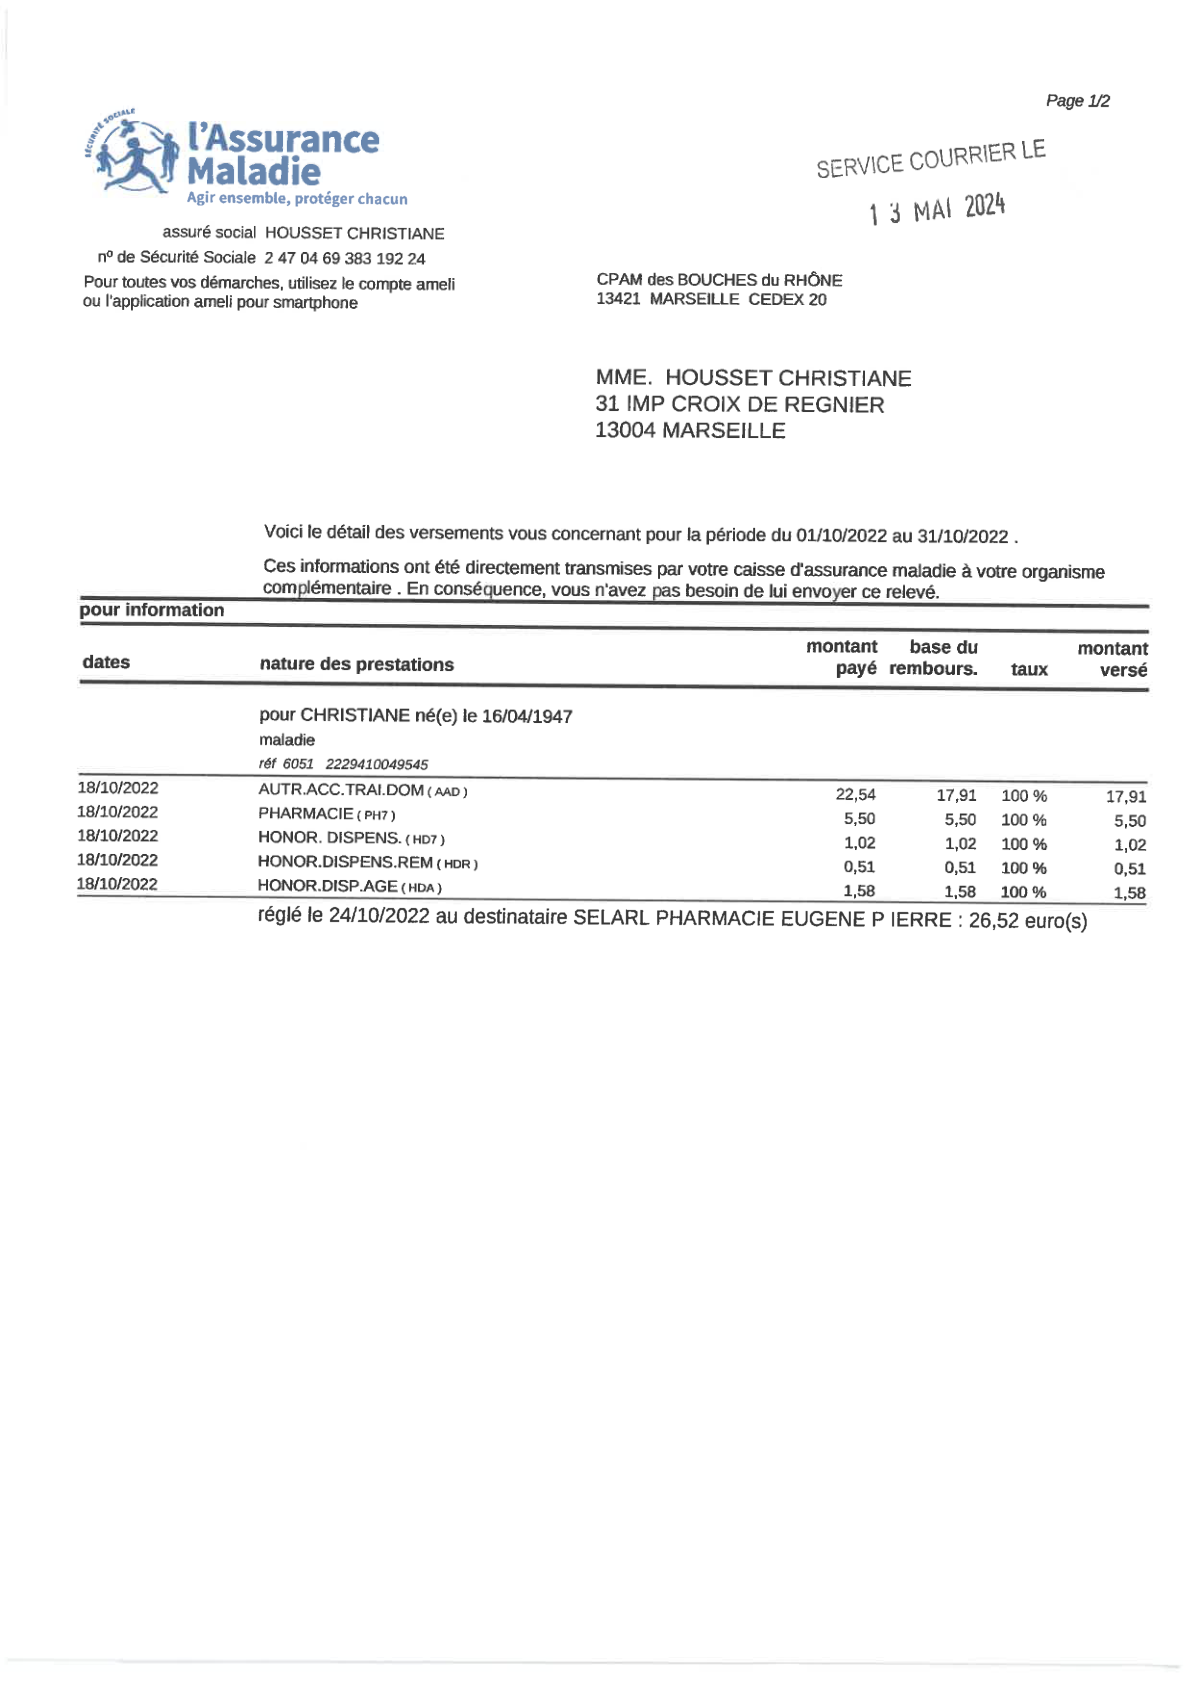 Page 1/2
SÉCURITÉ SOCIALE
l'Assurance
Maladie
Agir ensemble, protéger chacun
SERVICE COURRIER LE
13 MAI 2024
assuré social HOUSSET CHRISTIANE
nº de Sécurité Sociale 2 47 04 69 383 192 24
Pour toutes vos démarches, utilisez le compte ameli
ou l'application ameli pour smartphone
CPAM des BOUCHES du RHÔNE
13421 MARSEILLE CEDEX 20
MME. HOUSSET CHRISTIANE
31 IMP CROIX DE REGNIER
13004 MARSEILLE
Voici le détail des versements vous concernant pour la période du 01/10/2022 au 31/10/2022 .
Ces informations ont été directement transmises par votre caisse d'assurance maladie à votre organisme
complémentaire . En conséquence, vous n'avez pas besoin de lui envoyer ce relevé.
pour information
dates nature des prestations montant payé base du rembours. taux montant versé
pour CHRISTIANE né(e) le 16/04/1947
maladie
réf 6051 2229410049545
18/10/2022 AUTR.ACC.TRAI.DOM ( AAD ) 22,54 17,91 100 % 17,91
18/10/2022 PHARMACIE ( PH7 ) 5,50 5,50 100 % 5,50
18/10/2022 HONOR. DISPENS. ( HD7 ) 1,02 1,02 100 % 1,02
18/10/2022 HONOR.DISPENS.REM ( HDR ) 0,51 0,51 100 % 0,51
18/10/2022 HONOR.DISP.AGE ( HDA ) 1,58 1,58 100 % 1,58
réglé le 24/10/2022 au destinataire SELARL PHARMACIE EUGENE P IERRE : 26,52 euro(s)